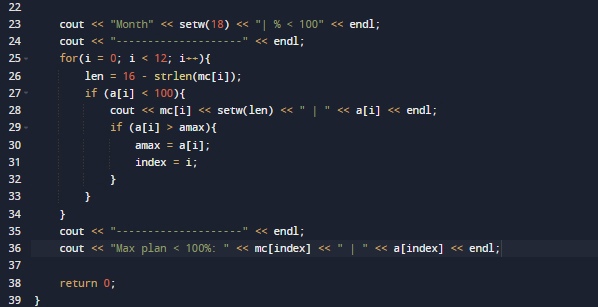 22
23 cout << "Month" << setw(18) << "| % < 100" << endl;
24 cout << "--------------------" << endl;
25 for(i = 0; i < 12; i++){
26 len = 16 - strlen(mc[i]);
27 if (a[i] < 100){
28 cout << mc[i] << setw(len) << " | " << a[i] << endl;
29 if (a[i] > amax){
30 amax = a[i];
31 index = i;
32 }
33 }
34 }
35 cout << "--------------------" << endl;
36 cout << "Max plan < 100%: " << mc[index] << " | " << a[index] << endl;
37
38 return 0;
39 }